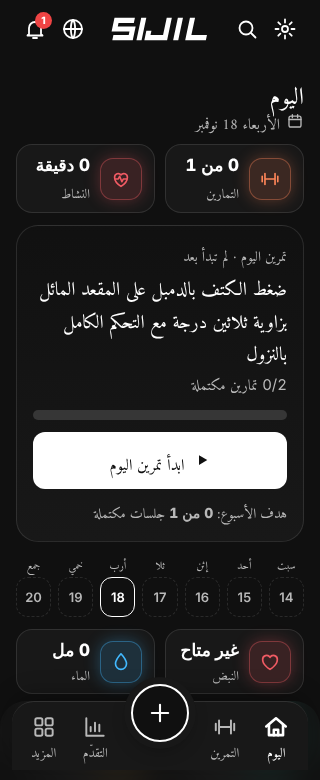 1
SIJIL
اليوم
الأربعاء 18 نوفمبر
0 من 1
التمارين
0 دقيقة
النشاط
تمرين اليوم · لم تبدأ بعد
ضغط الكتف بالدمبل على المقعد المائل
بزاوية ثلاثين درجة مع التحكم الكامل
بالنزول
0/2 تمارين مكتملة
ابدأ تمرين اليوم
هدف الأسبوع: 0 من 1 جلسات مكتملة
سبت أحد إثن ثلا أرب خمي جمع
14 15 16 17 18 19 20
غير متاح
النبض
0 مل
الماء
اليوم
التمرين
التقدّم
المزيد